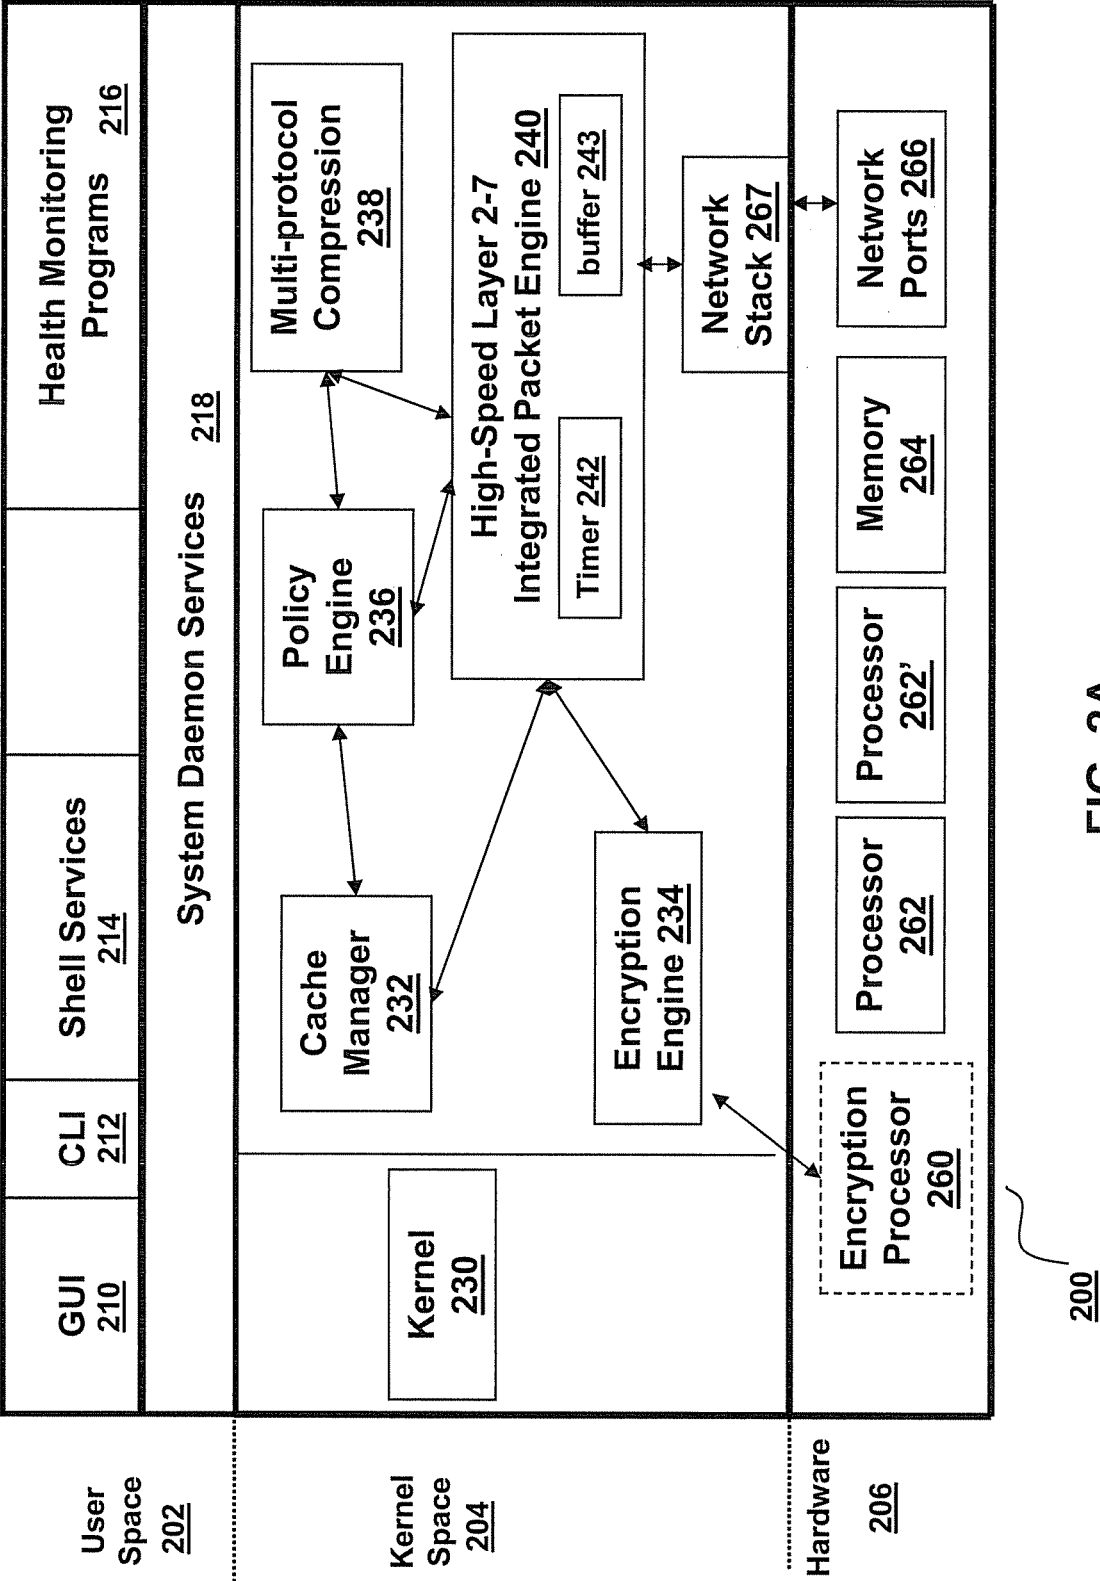 User
Space
202
GUI
210
CLI
212
Shell Services
214
Health Monitoring
Programs 216
System Daemon Services 218
Kernel
Space
204
Kernel
230
Cache
Manager
232
Policy
Engine
236
Multi-protocol
Compression
238
High-Speed Layer 2-7
Integrated Packet Engine 240
Timer 242
buffer 243
Encryption
Engine 234
Network
Stack 267
Hardware
206
Encryption
Processor
260
Processor
262
Processor
262'
Memory
264
Network
Ports 266
200
FIG. 2A